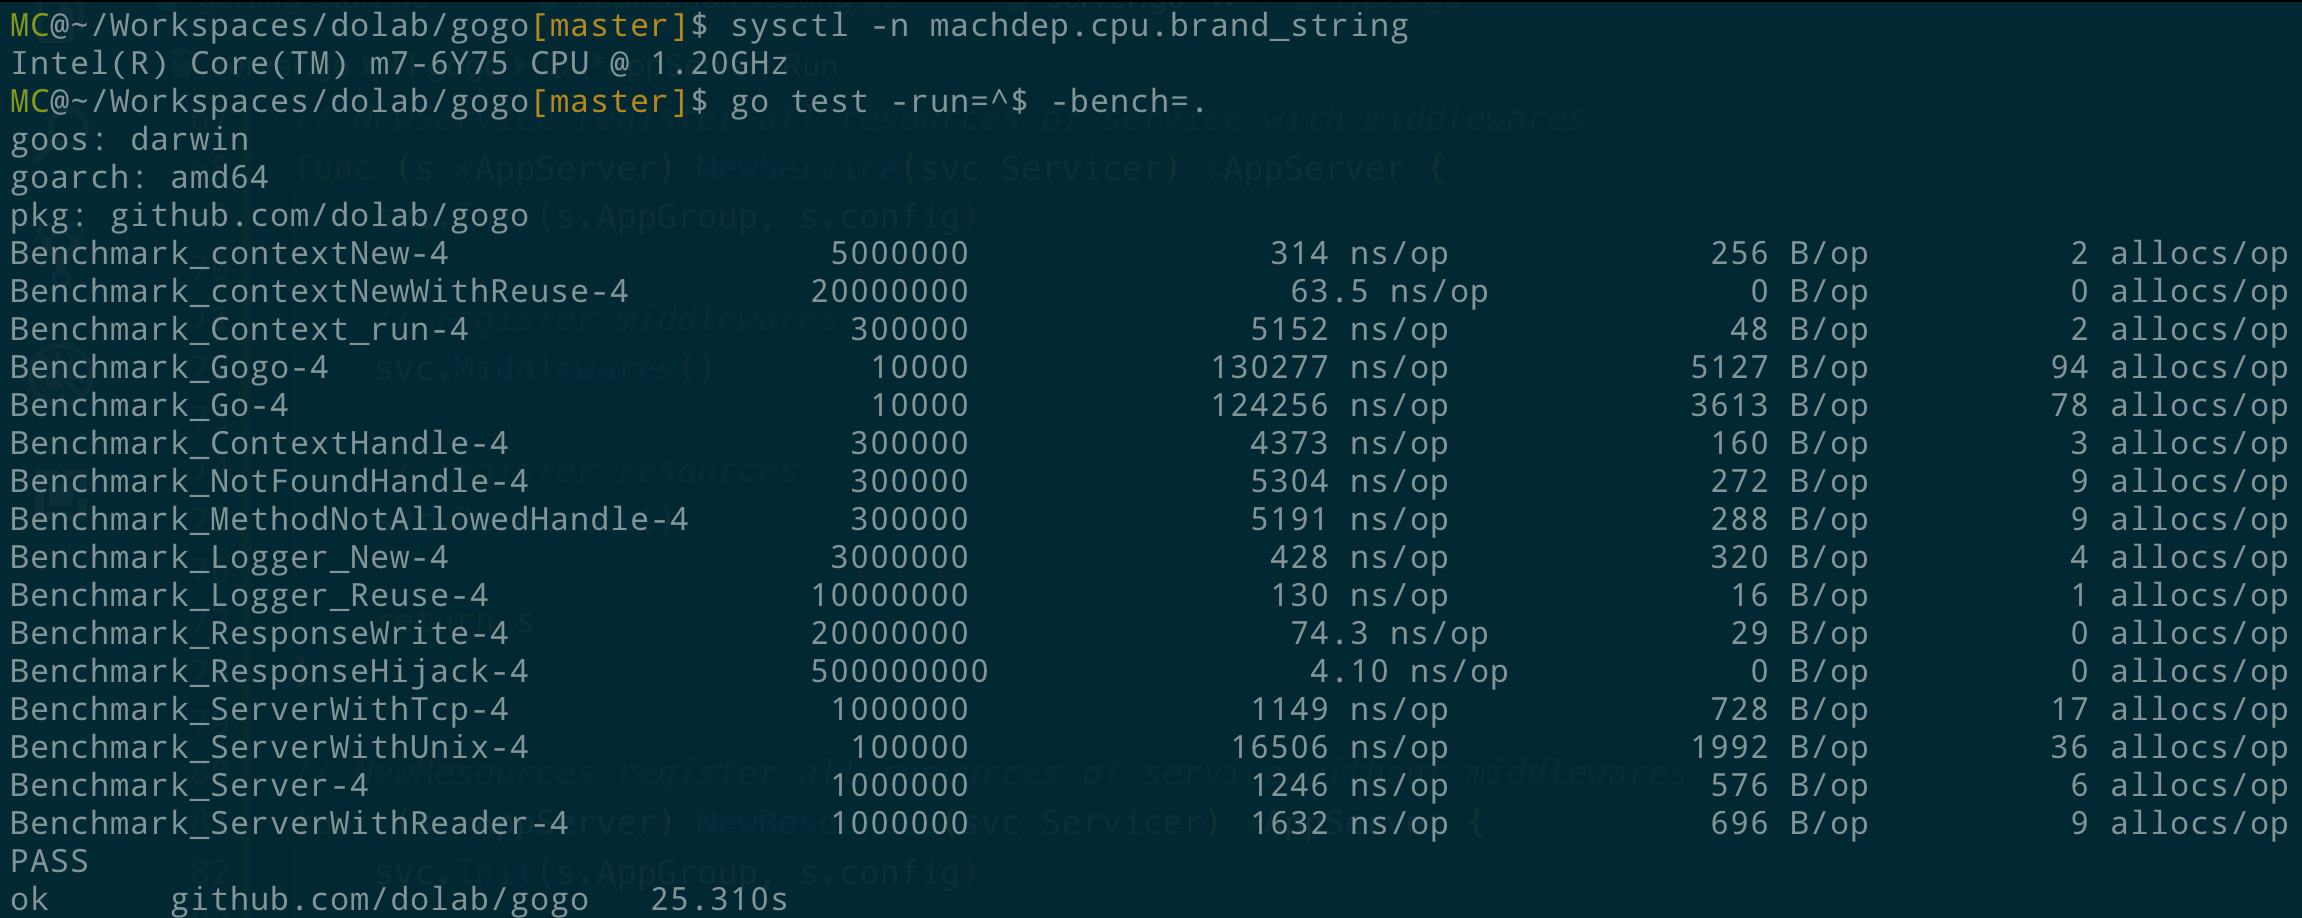 MC@~/Workspaces/dolab/gogo[master]$ sysctl -n machdep.cpu.brand_string
Intel(R) Core(TM) m7-6Y75 CPU @ 1.20GHz
MC@~/Workspaces/dolab/gogo[master]$ go test -run=^$ -bench=.
goos: darwin
goarch: amd64
pkg: github.com/dolab/gogo
Benchmark_contextNew-4 5000000 314 ns/op 256 B/op 2 allocs/op
Benchmark_contextNewWithReuse-4 20000000 63.5 ns/op 0 B/op 0 allocs/op
Benchmark_Context_run-4 300000 5152 ns/op 48 B/op 2 allocs/op
Benchmark_Gogo-4 10000 130277 ns/op 5127 B/op 94 allocs/op
Benchmark_Go-4 10000 124256 ns/op 3613 B/op 78 allocs/op
Benchmark_ContextHandle-4 300000 4373 ns/op 160 B/op 3 allocs/op
Benchmark_NotFoundHandle-4 300000 5304 ns/op 272 B/op 9 allocs/op
Benchmark_MethodNotAllowedHandle-4 300000 5191 ns/op 288 B/op 9 allocs/op
Benchmark_Logger_New-4 3000000 428 ns/op 320 B/op 4 allocs/op
Benchmark_Logger_Reuse-4 10000000 130 ns/op 16 B/op 1 allocs/op
Benchmark_ResponseWrite-4 20000000 74.3 ns/op 29 B/op 0 allocs/op
Benchmark_ResponseHijack-4 500000000 4.10 ns/op 0 B/op 0 allocs/op
Benchmark_ServerWithTcp-4 1000000 1149 ns/op 728 B/op 17 allocs/op
Benchmark_ServerWithUnix-4 100000 16506 ns/op 1992 B/op 36 allocs/op
Benchmark_Server-4 1000000 1246 ns/op 576 B/op 6 allocs/op
Benchmark_ServerWithReader-4 1000000 1632 ns/op 696 B/op 9 allocs/op
PASS
ok github.com/dolab/gogo 25.310s